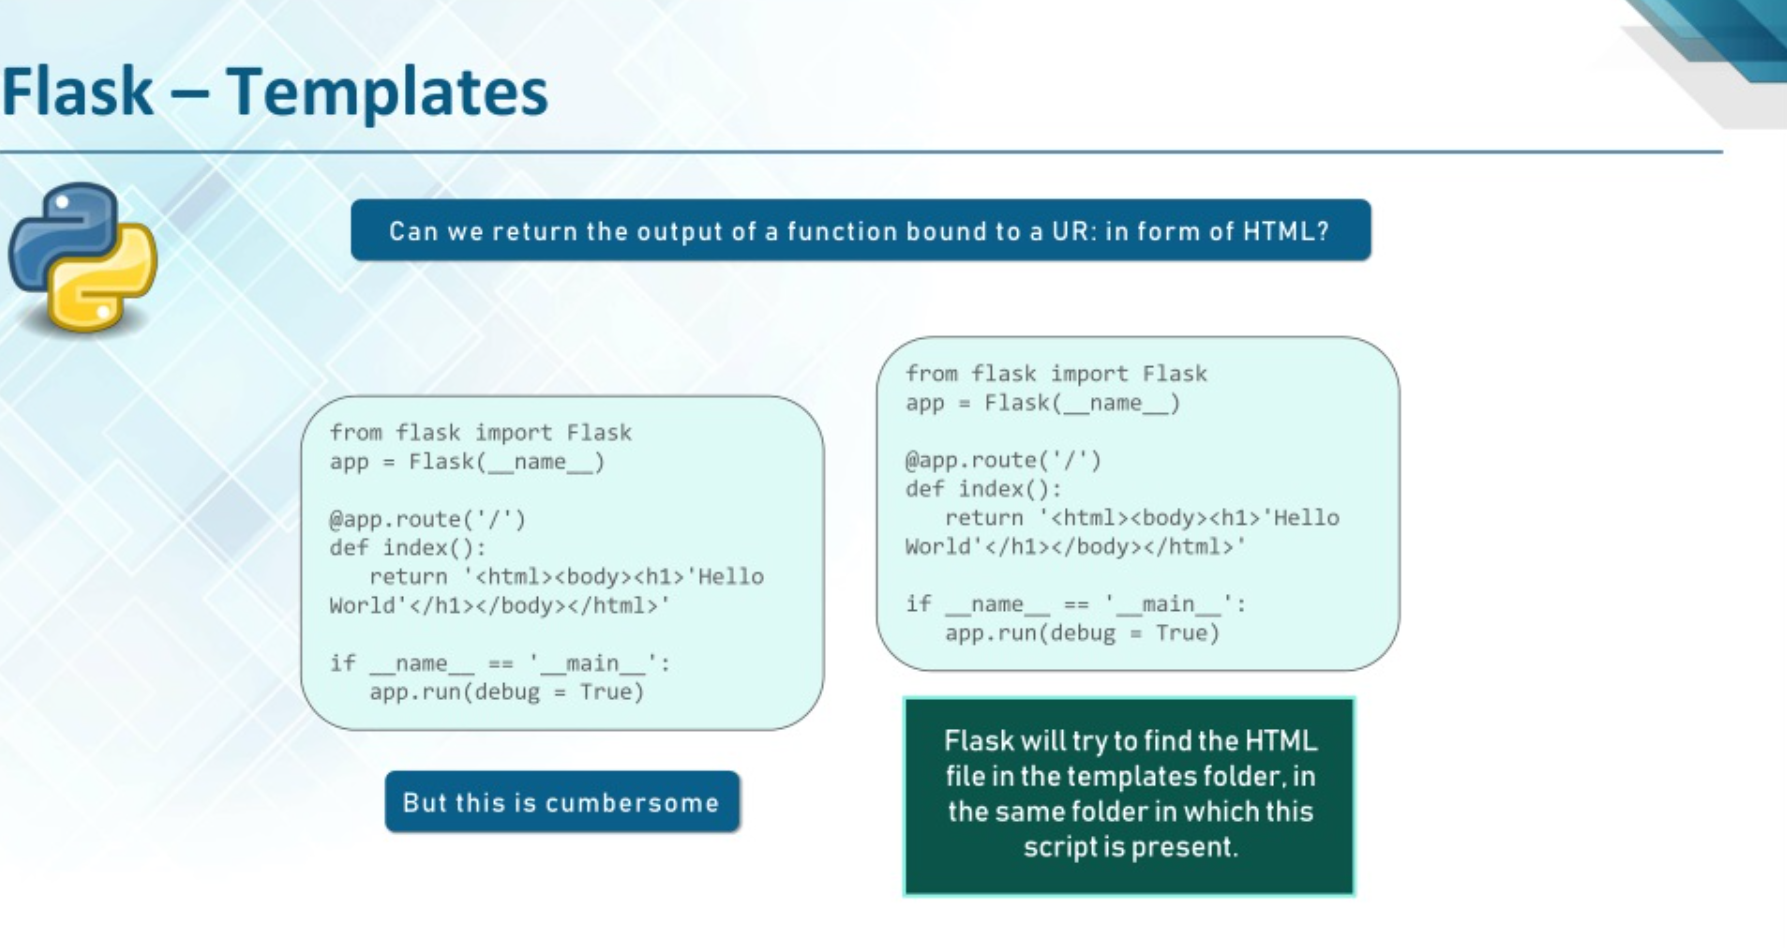 Flask – Templates
Can we return the output of a function bound to a UR: in form of HTML?
from flask import Flask
app = Flask(__name__)
@app.route('/')
def index():
   return '<html><body><h1>'Hello
World'</h1></body></html>'
if __name__ == '__main__':
   app.run(debug = True)
But this is cumbersome
from flask import Flask
app = Flask(__name__)
@app.route('/')
def index():
   return '<html><body><h1>'Hello
World'</h1></body></html>'
if __name__ == '__main__':
   app.run(debug = True)
Flask will try to find the HTML
file in the templates folder, in
the same folder in which this
script is present.